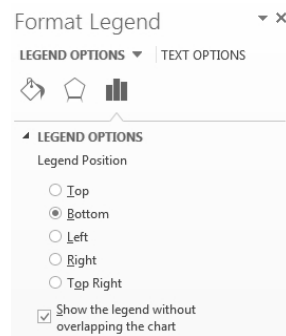 Format Legend
LEGEND OPTIONS TEXT OPTIONS
LEGEND OPTIONS
Legend Position
Top
Bottom
Left
Right
Top Right
Show the legend without
overlapping the chart